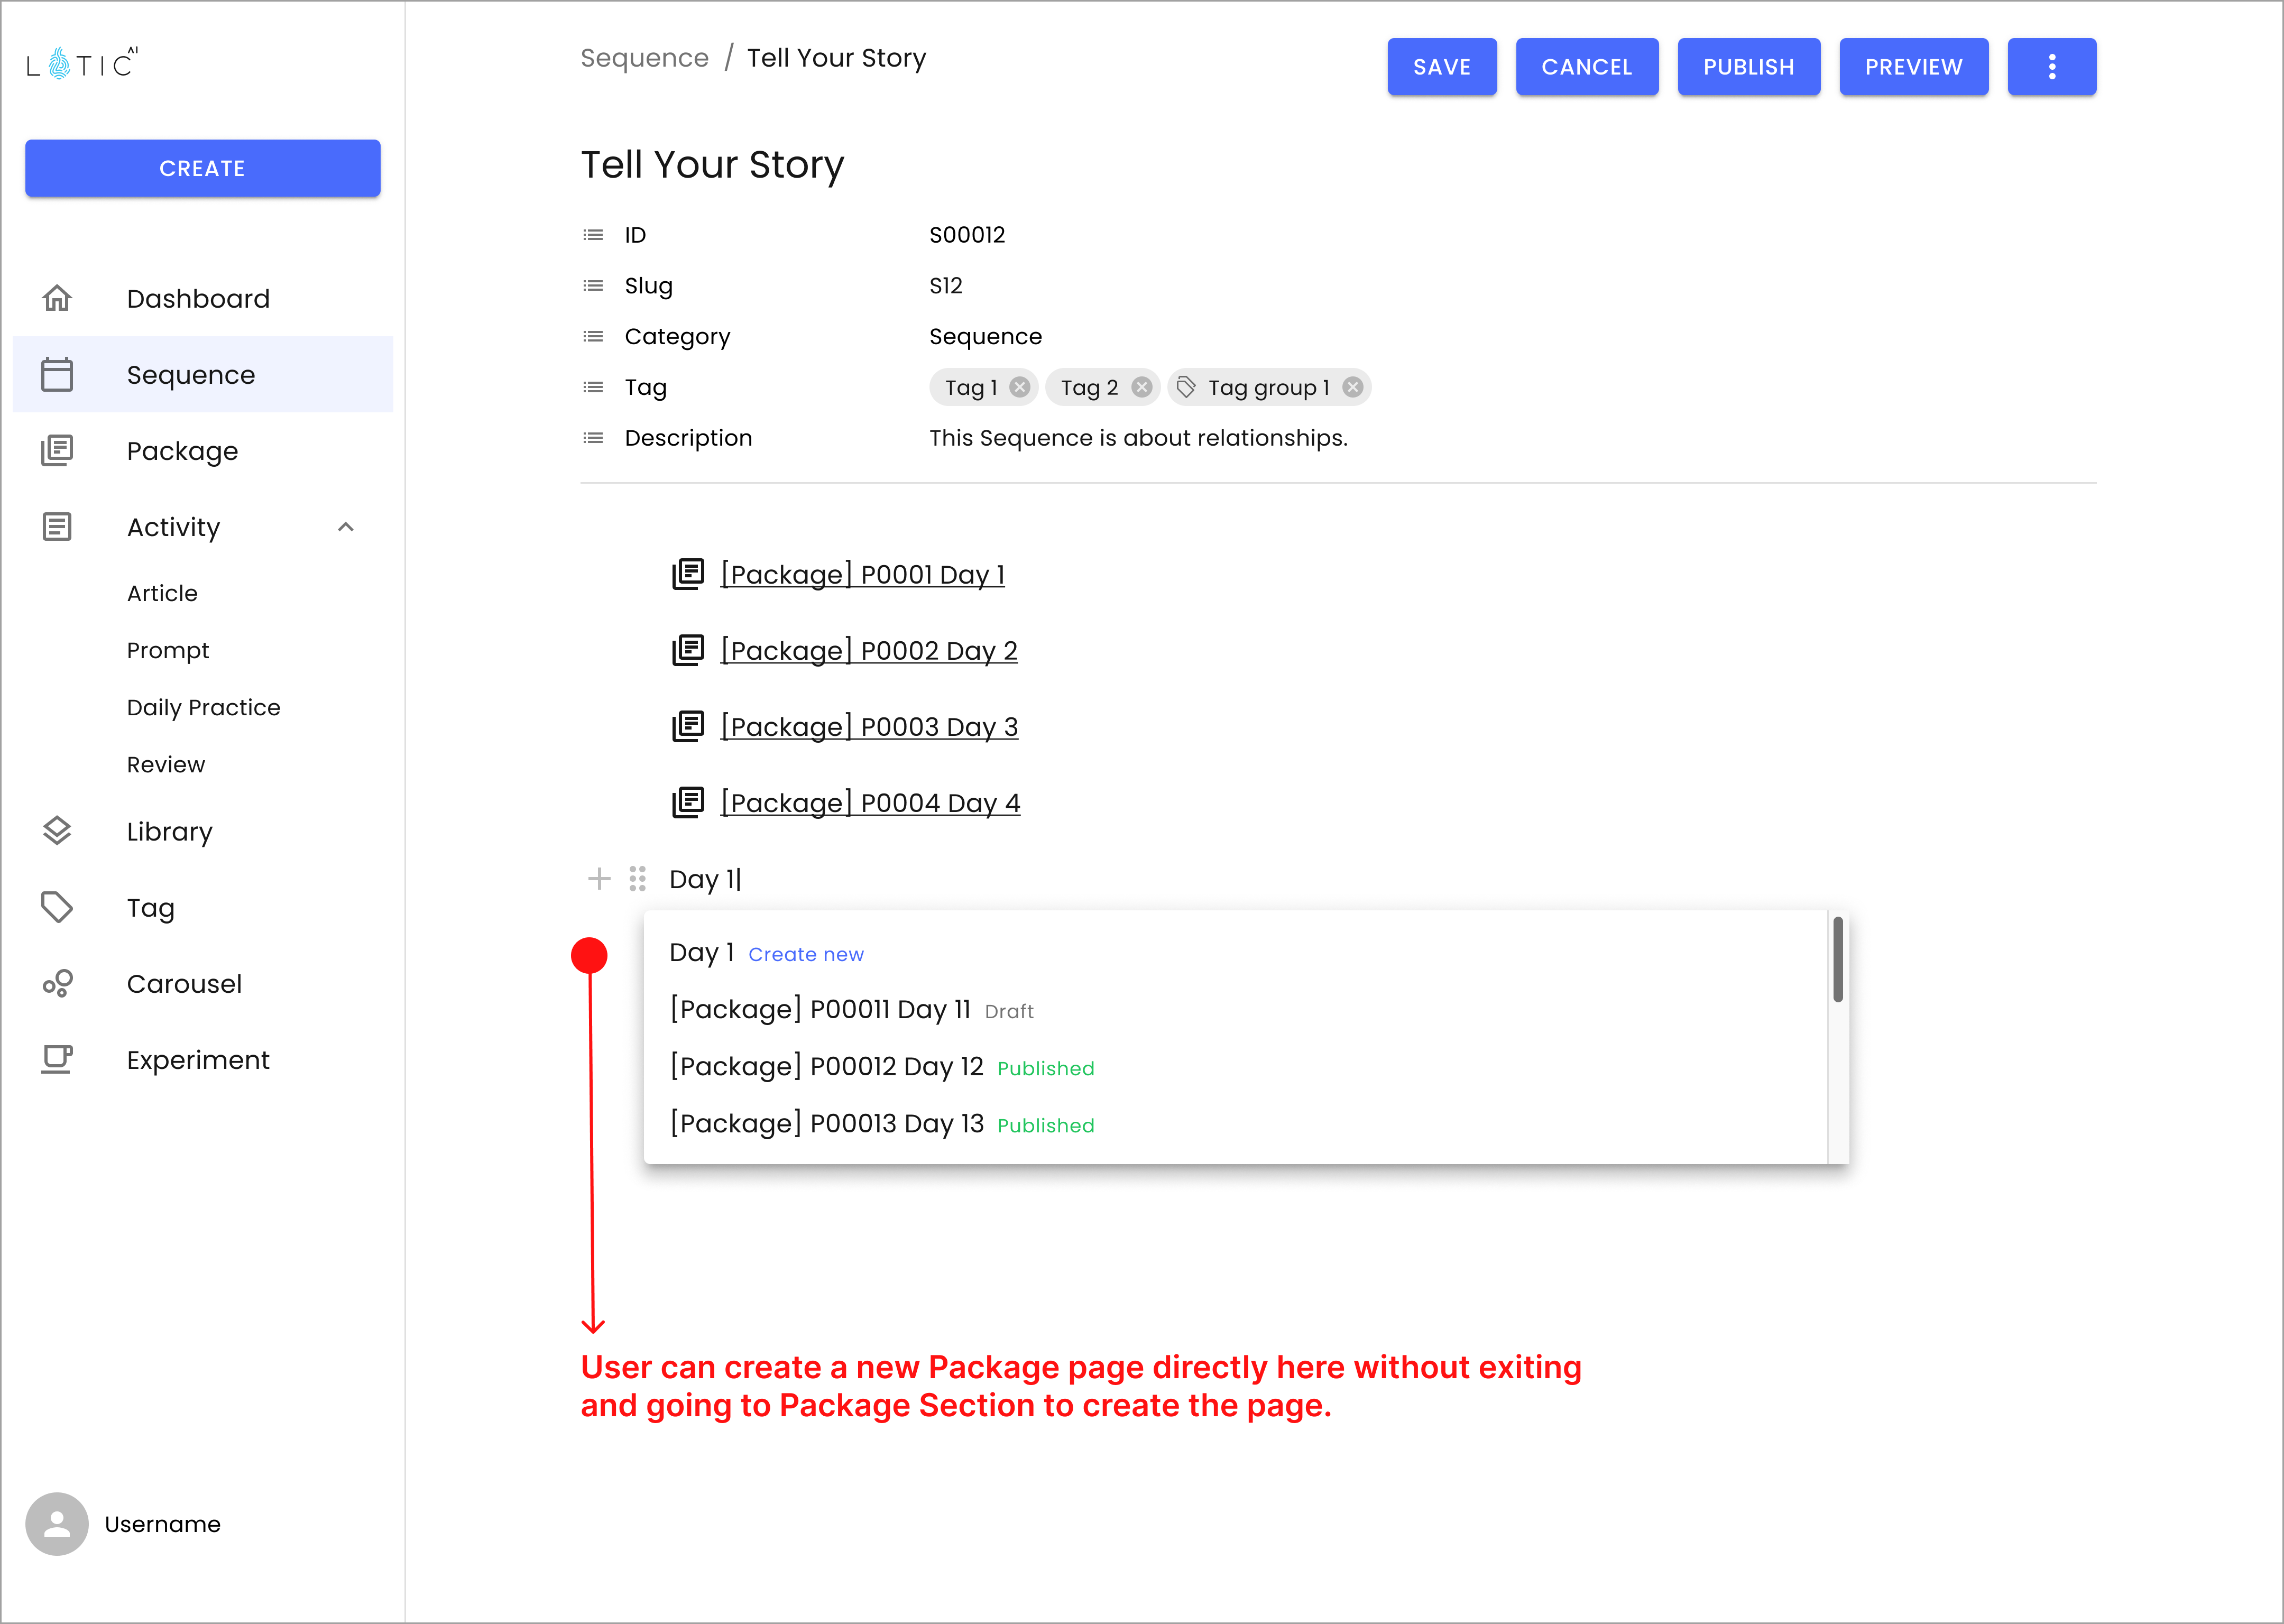 LOTIC AI
CREATE
Dashboard
Sequence
Package
Activity
Article
Prompt
Daily Practice
Review
Library
Tag
Carousel
Experiment
Username
Sequence / Tell Your Story
SAVE
CANCEL
PUBLISH
PREVIEW
Tell Your Story
ID S00012
Slug S12
Category Sequence
Tag Tag 1 Tag 2 Tag group 1
Description This Sequence is about relationships.
[Package] P0001 Day 1
[Package] P0002 Day 2
[Package] P0003 Day 3
[Package] P0004 Day 4
Day 1
Day 1 Create new
[Package] P00011 Day 11 Draft
[Package] P00012 Day 12 Published
[Package] P00013 Day 13 Published
User can create a new Package page directly here without exiting
and going to Package Section to create the page.